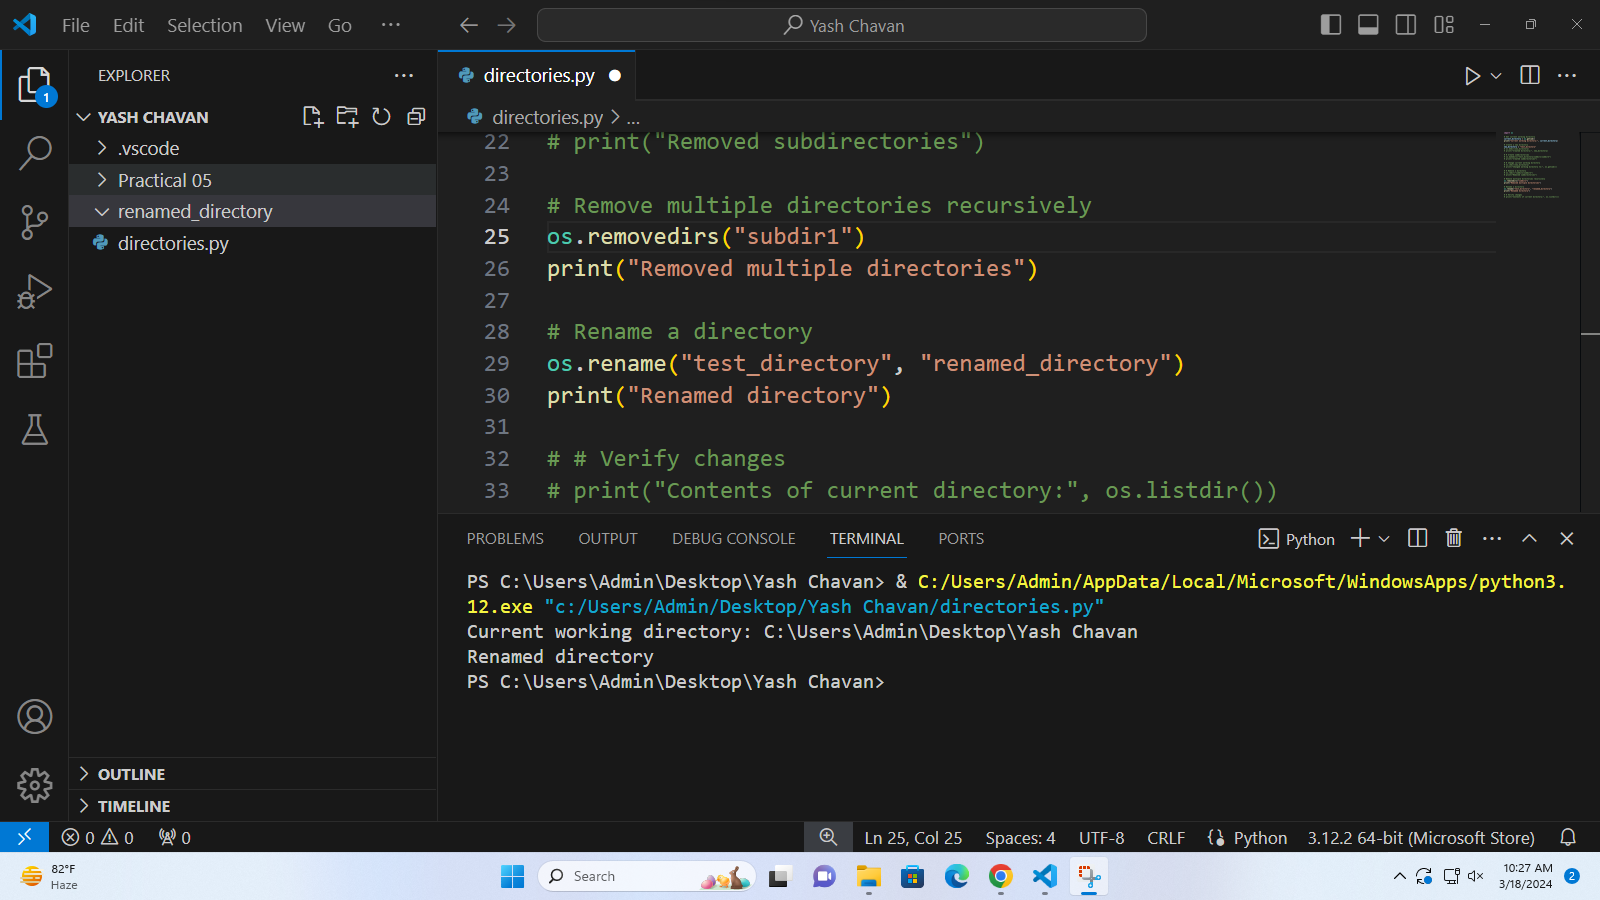 File Edit Selection View Go ···
Yash Chavan
EXPLORER
1
YASH CHAVAN
.vscode
Practical 05
renamed_directory
directories.py
OUTLINE
TIMELINE
directories.py
directories.py > ...
22 # print("Removed subdirectories")
23
24 # Remove multiple directories recursively
25 os.removedirs("subdir1")
26 print("Removed multiple directories")
27
28 # Rename a directory
29 os.rename("test_directory", "renamed_directory")
30 print("Renamed directory")
31
32 # # Verify changes
33 # print("Contents of current directory:", os.listdir())
PROBLEMS OUTPUT DEBUG CONSOLE TERMINAL PORTS
Python
PS C:\Users\Admin\Desktop\Yash Chavan> & C:/Users/Admin/AppData/Local/Microsoft/WindowsApps/python3.
12.exe "c:/Users/Admin/Desktop/Yash Chavan/directories.py"
Current working directory: C:\Users\Admin\Desktop\Yash Chavan
Renamed directory
PS C:\Users\Admin\Desktop\Yash Chavan>
0 0 0
Ln 25, Col 25 Spaces: 4 UTF-8 CRLF Python 3.12.2 64-bit (Microsoft Store)
82°F
Haze
Search
10:27 AM
3/18/2024
2